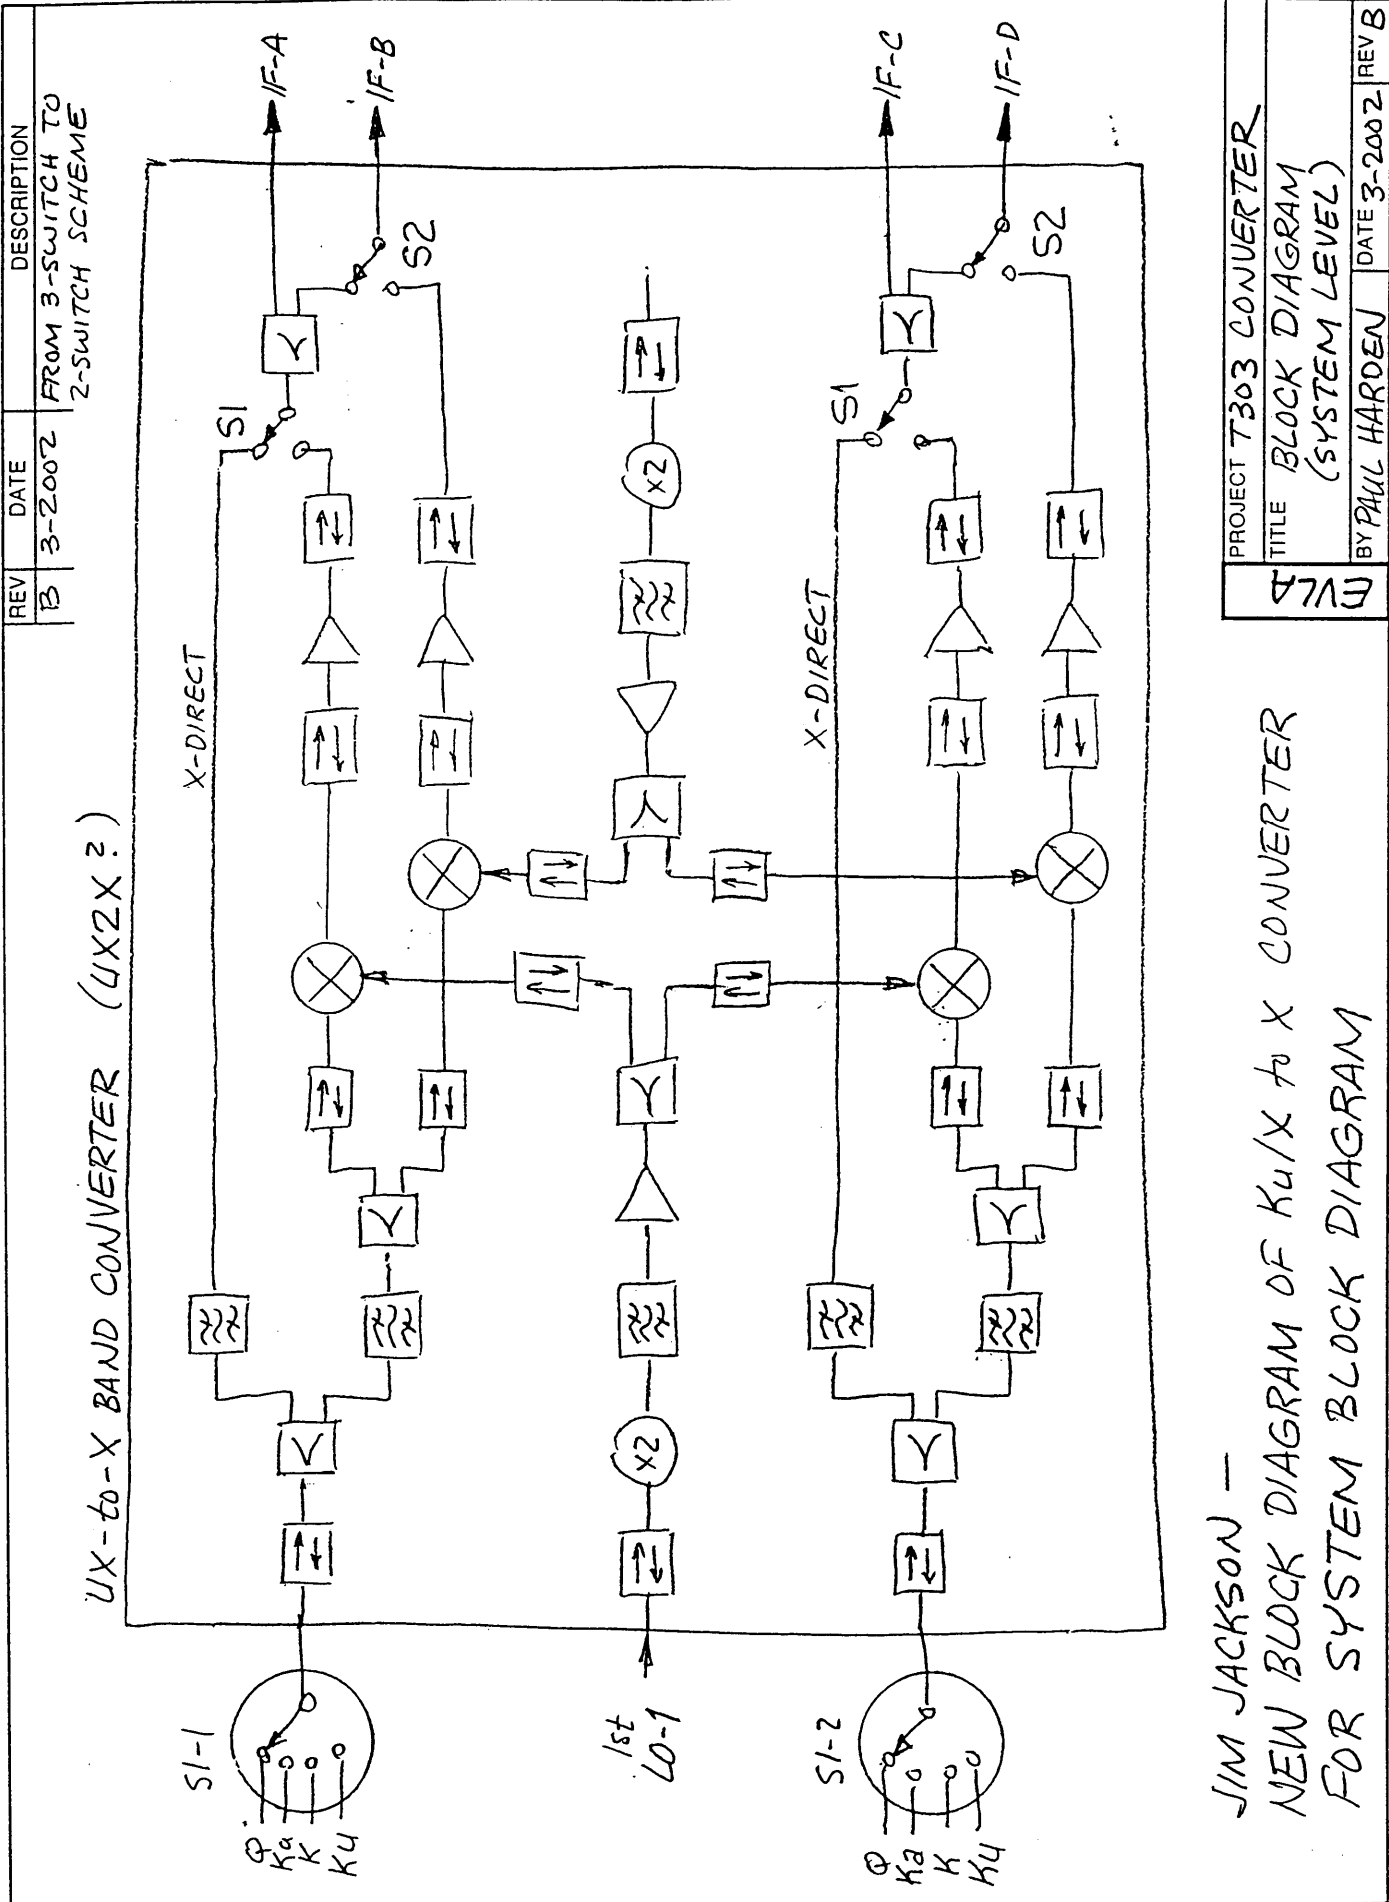 REV DATE DESCRIPTION
B 3-2002 FROM 3-SWITCH TO
2-SWITCH SCHEME
UX-to-X BAND CONVERTER (4X2X?)
S1-1
Q
Ka
K
Ku
X-DIRECT
S1
S2
IF-A
IF-B
1st
LO-1
X2
X2
S1-2
Q
Ka
K
Ku
X-DIRECT
S1
S2
IF-C
IF-D
JIM JACKSON —
NEW BLOCK DIAGRAM OF Ku/X to X CONVERTER
FOR SYSTEM BLOCK DIAGRAM
EVLA
PROJECT T303 CONVERTER
TITLE BLOCK DIAGRAM
(SYSTEM LEVEL)
BY PAUL HARDEN DATE 3-2002 REV B